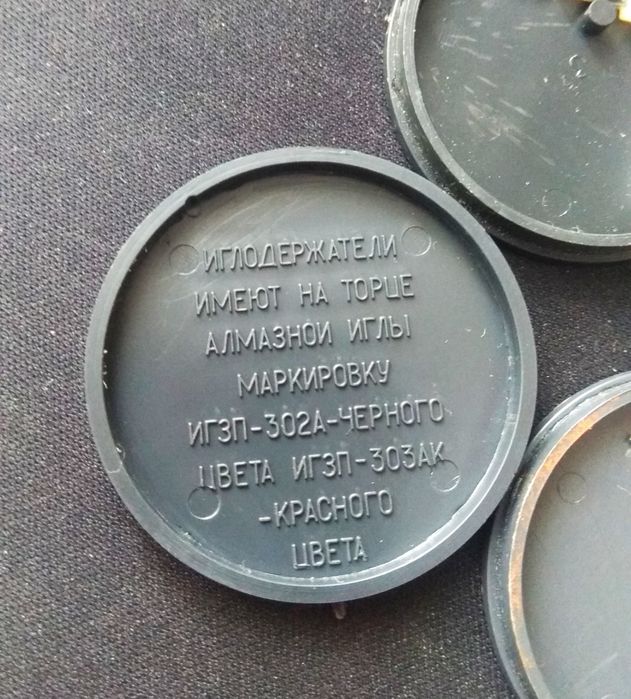 ИГЛОДЕРЖАТЕЛИ
ИМЕЮТ НА ТОРЦЕ
АЛМАЗНОЙ ИГЛЫ
МАРКИРОВКУ
ИГЗП-302А-ЧЕРНОГО
ЦВЕТА ИГЗП-303АК
-КРАСНОГО
ЦВЕТА